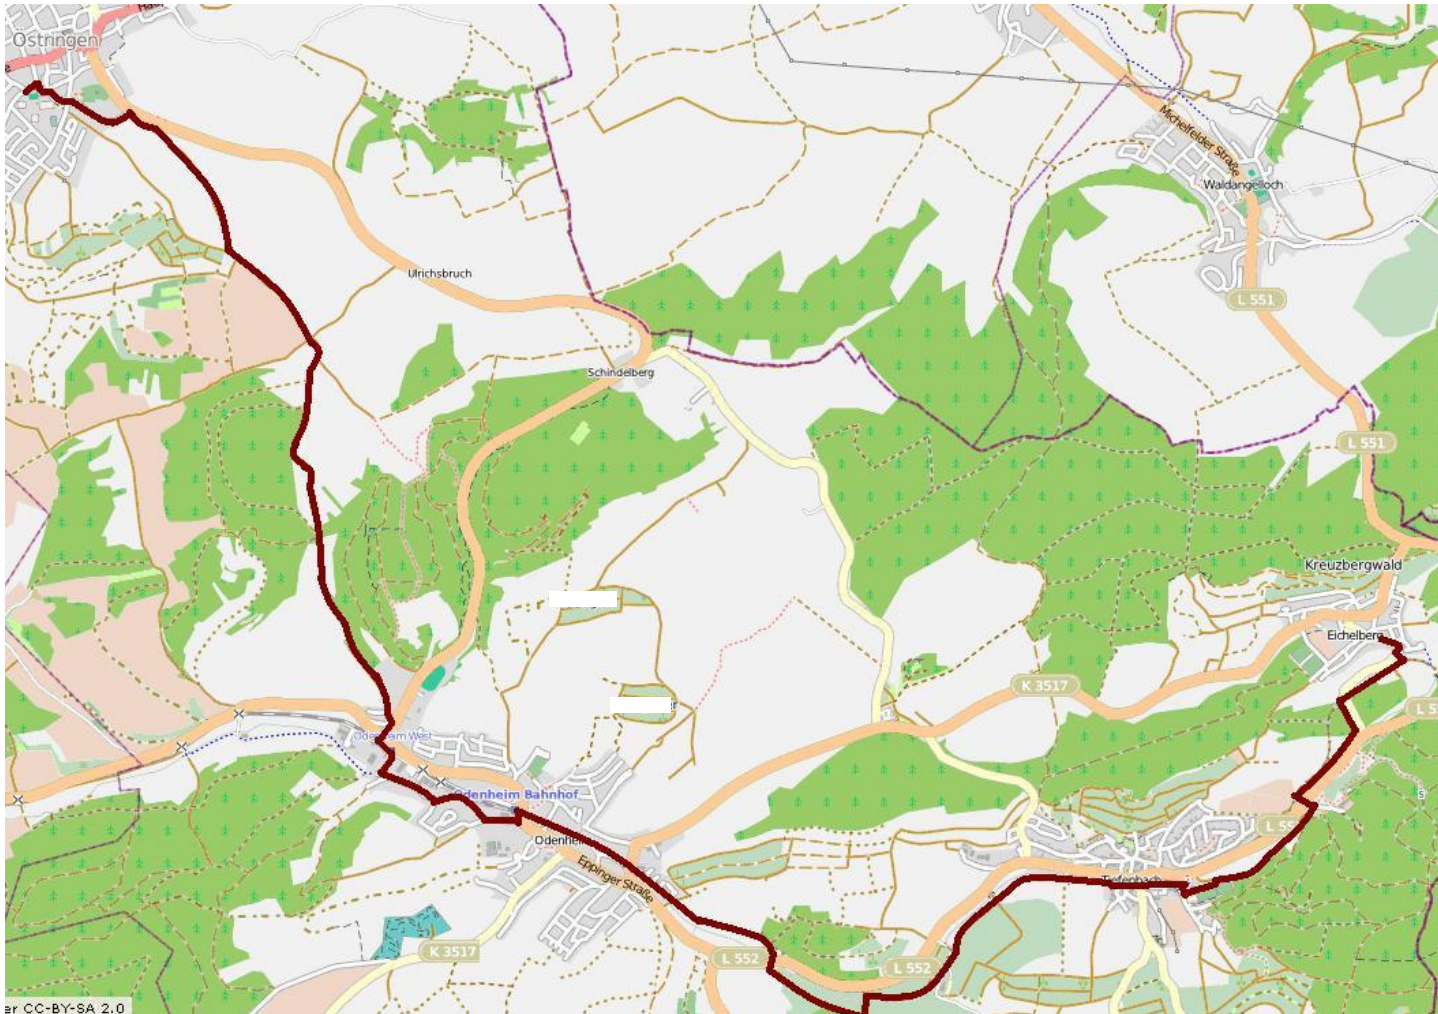 Östringen
Michelfelder Straße
Waldangelloch
Ulrichsbruch
L 551
Schindelberg
L 551
Kreuzbergwald
Eichelberg
K 3517
Odenheim West
Odenheim Bahnhof
Odenheim
Eppinger Straße
Tiefenbach
K 3517
L 552
L 552
er CC-BY-SA 2.0